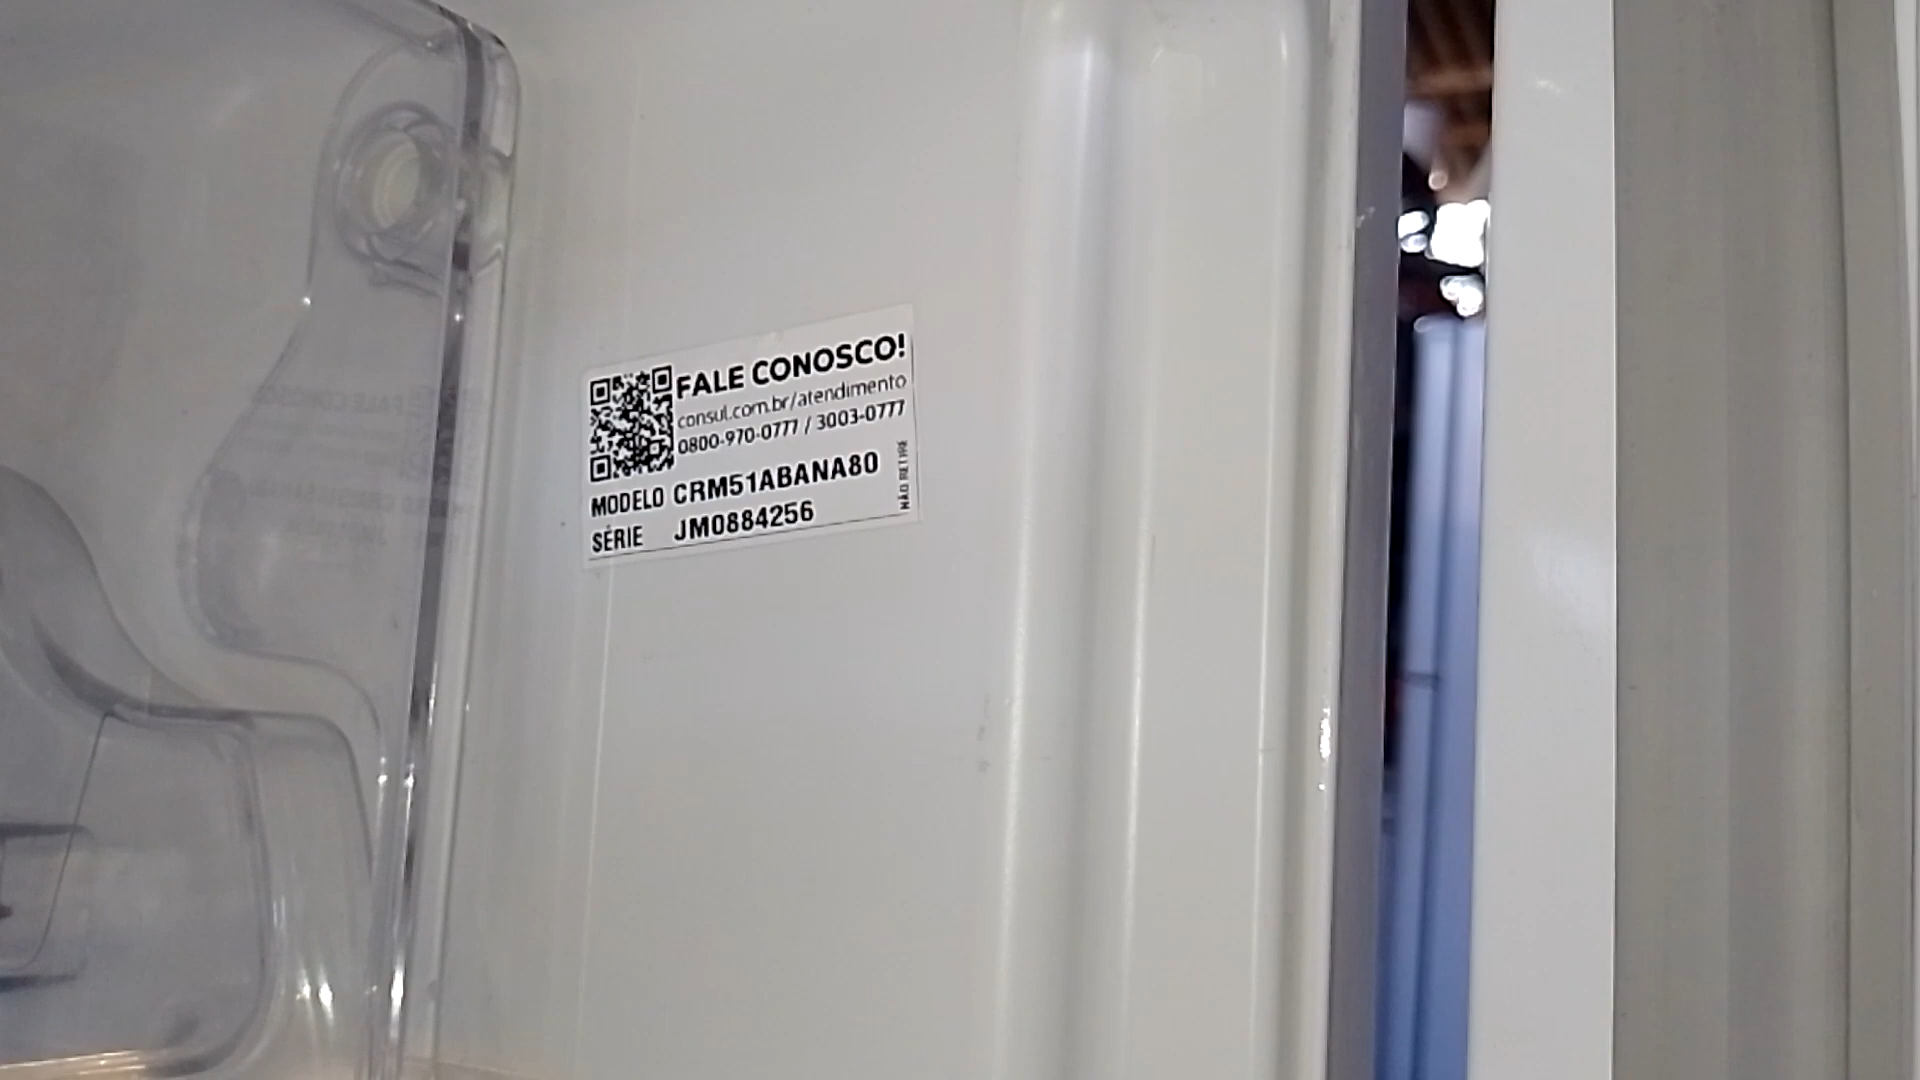 FALE CONOSCO!
consul.com.br/atendimento
0800-970-0777 / 3003-0777
MODELO CRM51ABANA80
SÉRIE JM0884256
NÃO RETIRE